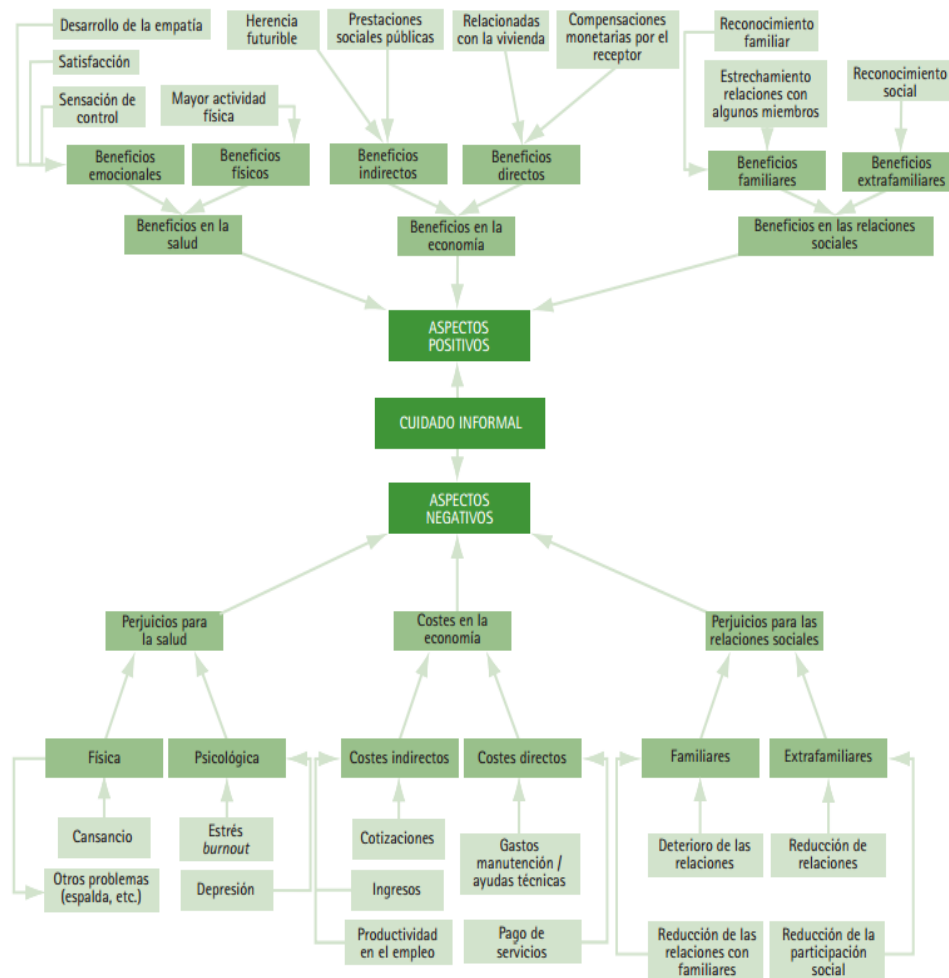 Desarrollo de la empatía
Satisfacción
Sensación de
control
Mayor actividad
física
Herencia
futurible
Prestaciones
sociales públicas
Relacionadas
con la vivienda
Compensaciones
monetarias por el
receptor
Reconocimiento
familiar
Estrechamiento
relaciones con
algunos miembros
Reconocimiento
social
Beneficios
emocionales
Beneficios
físicos
Beneficios
indirectos
Beneficios
directos
Beneficios
familiares
Beneficios
extrafamiliares
Beneficios en la
salud
Beneficios en la
economía
Beneficios en las relaciones
sociales
ASPECTOS
POSITIVOS
CUIDADO INFORMAL
ASPECTOS
NEGATIVOS
Perjuicios para
la salud
Costes en la
economía
Perjuicios para las
relaciones sociales
Física
Psicológica
Costes indirectos
Costes directos
Familiares
Extrafamiliares
Cansancio
Estrés
burnout
Cotizaciones
Gastos
manutención /
ayudas técnicas
Deterioro de las
relaciones
Reducción de
relaciones
Otros problemas
(espalda, etc.)
Depresión
Ingresos
Productividad
en el empleo
Pago de
servicios
Reducción de las
relaciones con
familiares
Reducción de la
participación
social